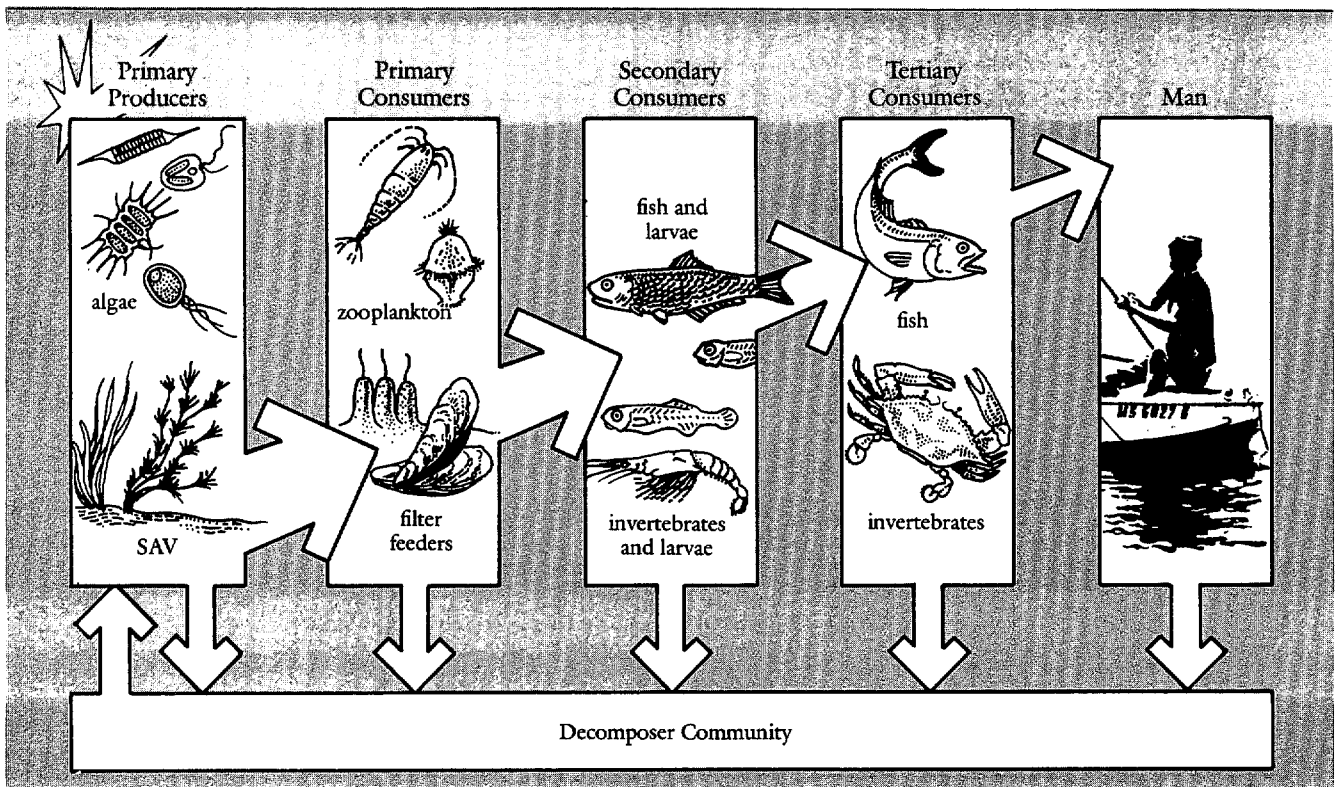 Primary
Producers
Primary
Consumers
Secondary
Consumers
Tertiary
Consumers
Man
algae
SAV
zooplankton
filter
feeders
fish and
larvae
invertebrates
and larvae
fish
invertebrates
Decomposer Community